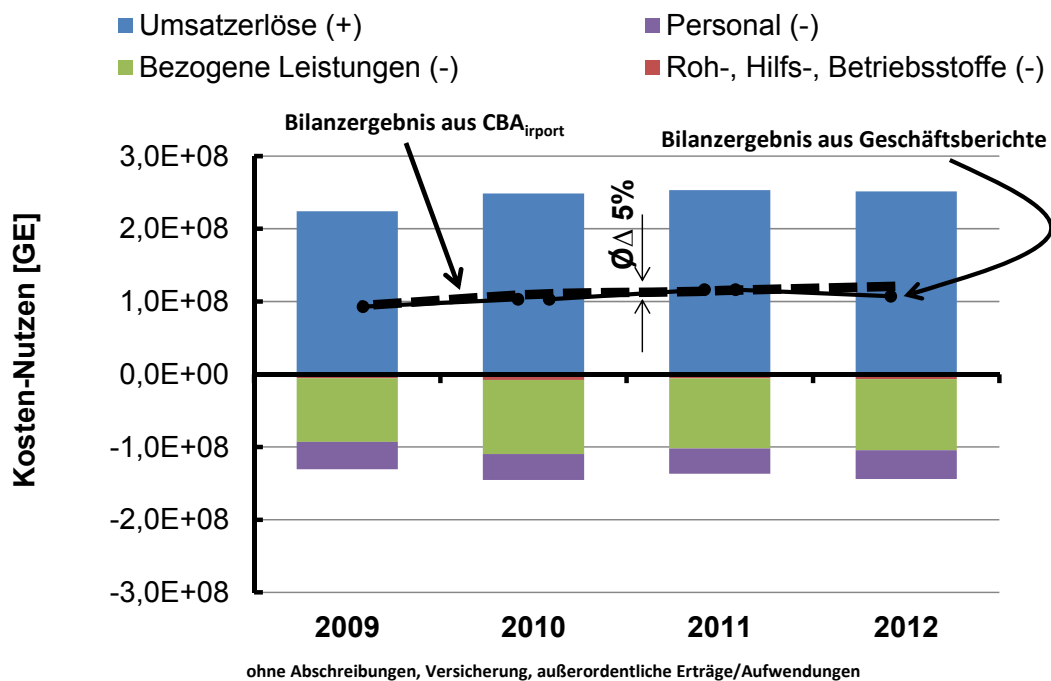 Umsatzerlöse (+)
Personal (-)
Bezogene Leistungen (-)
Roh-, Hilfs-, Betriebsstoffe (-)
Bilanzergebnis aus CBAirport
Bilanzergebnis aus Geschäftsberichte
3,0E+08
2,0E+08
1,0E+08
0,0E+00
-1,0E+08
-2,0E+08
-3,0E+08
Kosten-Nutzen [GE]
Ø△ 5%
2009
2010
2011
2012
ohne Abschreibungen, Versicherung, außerordentliche Erträge/Aufwendungen